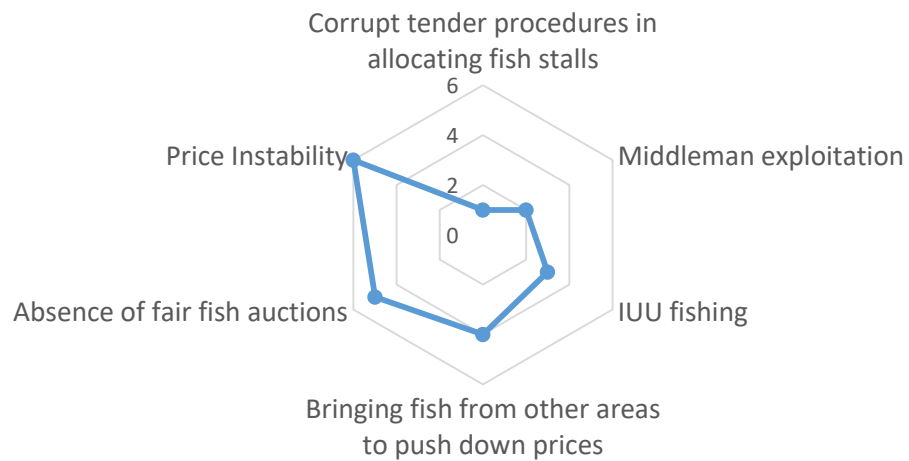 Corrupt tender procedures in
allocating fish stalls
6
Price Instability
4
Middleman exploitation
2
0
Absence of fair fish auctions
IUU fishing
Bringing fish from other areas
to push down prices